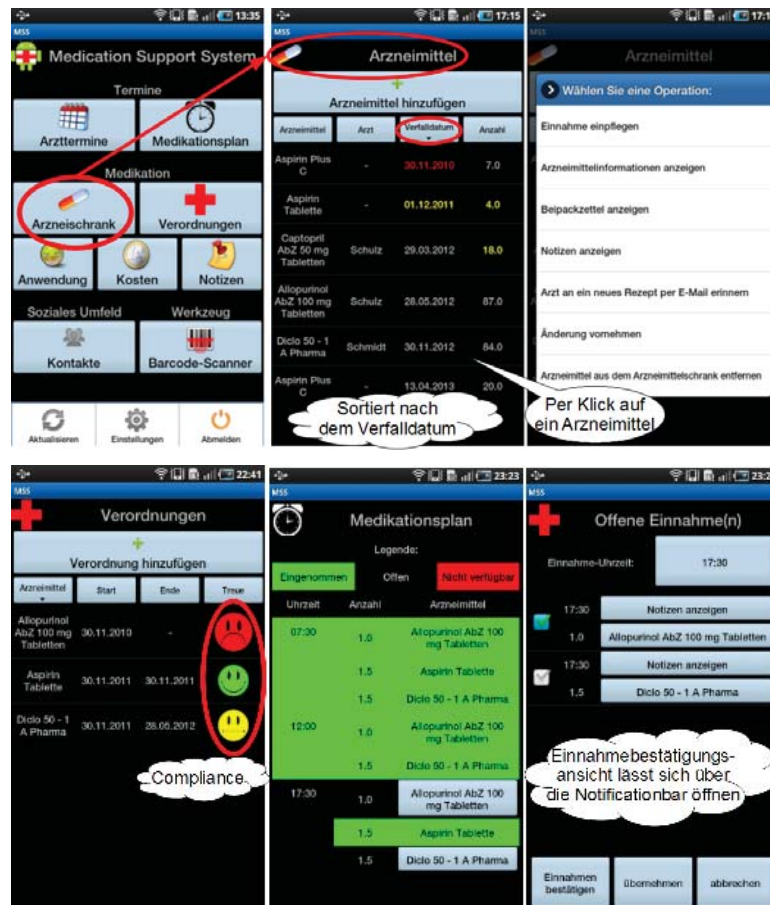 13:35
MSS
Medication Support System
Termine
Arzttermine
Medikationsplan
Medikation
Arzneischrank
Verordnungen
Anwendung
Kosten
Notizen
Soziales Umfeld
Werkzeug
Kontakte
Barcode-Scanner
Aktualisieren
Einstellungen
Abmelden
17:15
MSS
Arzneimittel
Arzneimittel hinzufügen
Arzneimittel Arzt Verfalldatum Anzahl
Aspirin Plus
C
- 30.11.2010 7.0
Aspirin
Tablette
- 01.12.2011 4.0
Captopril
AbZ 50 mg
Tabletten
Schulz 29.03.2012 18.0
Allopurinol
AbZ 100 mg
Tabletten
Schulz 28.05.2012 87.0
Diclo 50 - 1
A Pharma
Schmidt 30.11.2012 84.0
Aspirin Plus
C
- 13.04.2013 20.0
Sortiert nach
dem Verfalldatum
17:1
MSS
Arzneimittel
Wählen Sie eine Operation:
Einnahme einpflegen
Arzneimittelinformationen anzeigen
Beipackzettel anzeigen
Notizen anzeigen
Arzt an ein neues Rezept per E-Mail erinnern
Änderung vornehmen
Arzneimittel aus dem Arzneimittelschrank entfernen
Per Klick auf
ein Arzneimittel
22:41
MSS
Verordnungen
Verordnung hinzufügen
Arzneimittel Start Ende Treue
Allopurinol
AbZ 100 mg
Tabletten
30.11.2010 -
Aspirin
Tablette
30.11.2011 30.11.2011
Diclo 50 - 1
A Pharma
30.11.2011 28.05.2012
Compliance
23:23
MSS
Medikationsplan
Legende:
Eingenommen Offen Nicht verfügbar
Uhrzeit Anzahl Arzneimittel
07:30 1.0 Allopurinol AbZ 100
mg Tabletten
1.5 Aspirin Tablette
1.5 Diclo 50 - 1 A Pharma
12:00 1.0 Allopurinol AbZ 100
mg Tabletten
1.5 Diclo 50 - 1 A Pharma
17:30 1.0 Allopurinol AbZ 100
mg Tabletten
1.5 Aspirin Tablette
1.5 Diclo 50 - 1 A Pharma
23:2
MSS
Offene Einnahme(n)
Einnahme-Uhrzeit: 17:30
17:30 Notizen anzeigen
1.0 Allopurinol AbZ 100 mg Tabletten
17:30 Notizen anzeigen
1.5 Diclo 50 - 1 A Pharma
Einnahmebestätigungs-
ansicht lässt sich über
die Notificationbar öffnen
Einnahmen
bestätigen
übernehmen
abbrechen